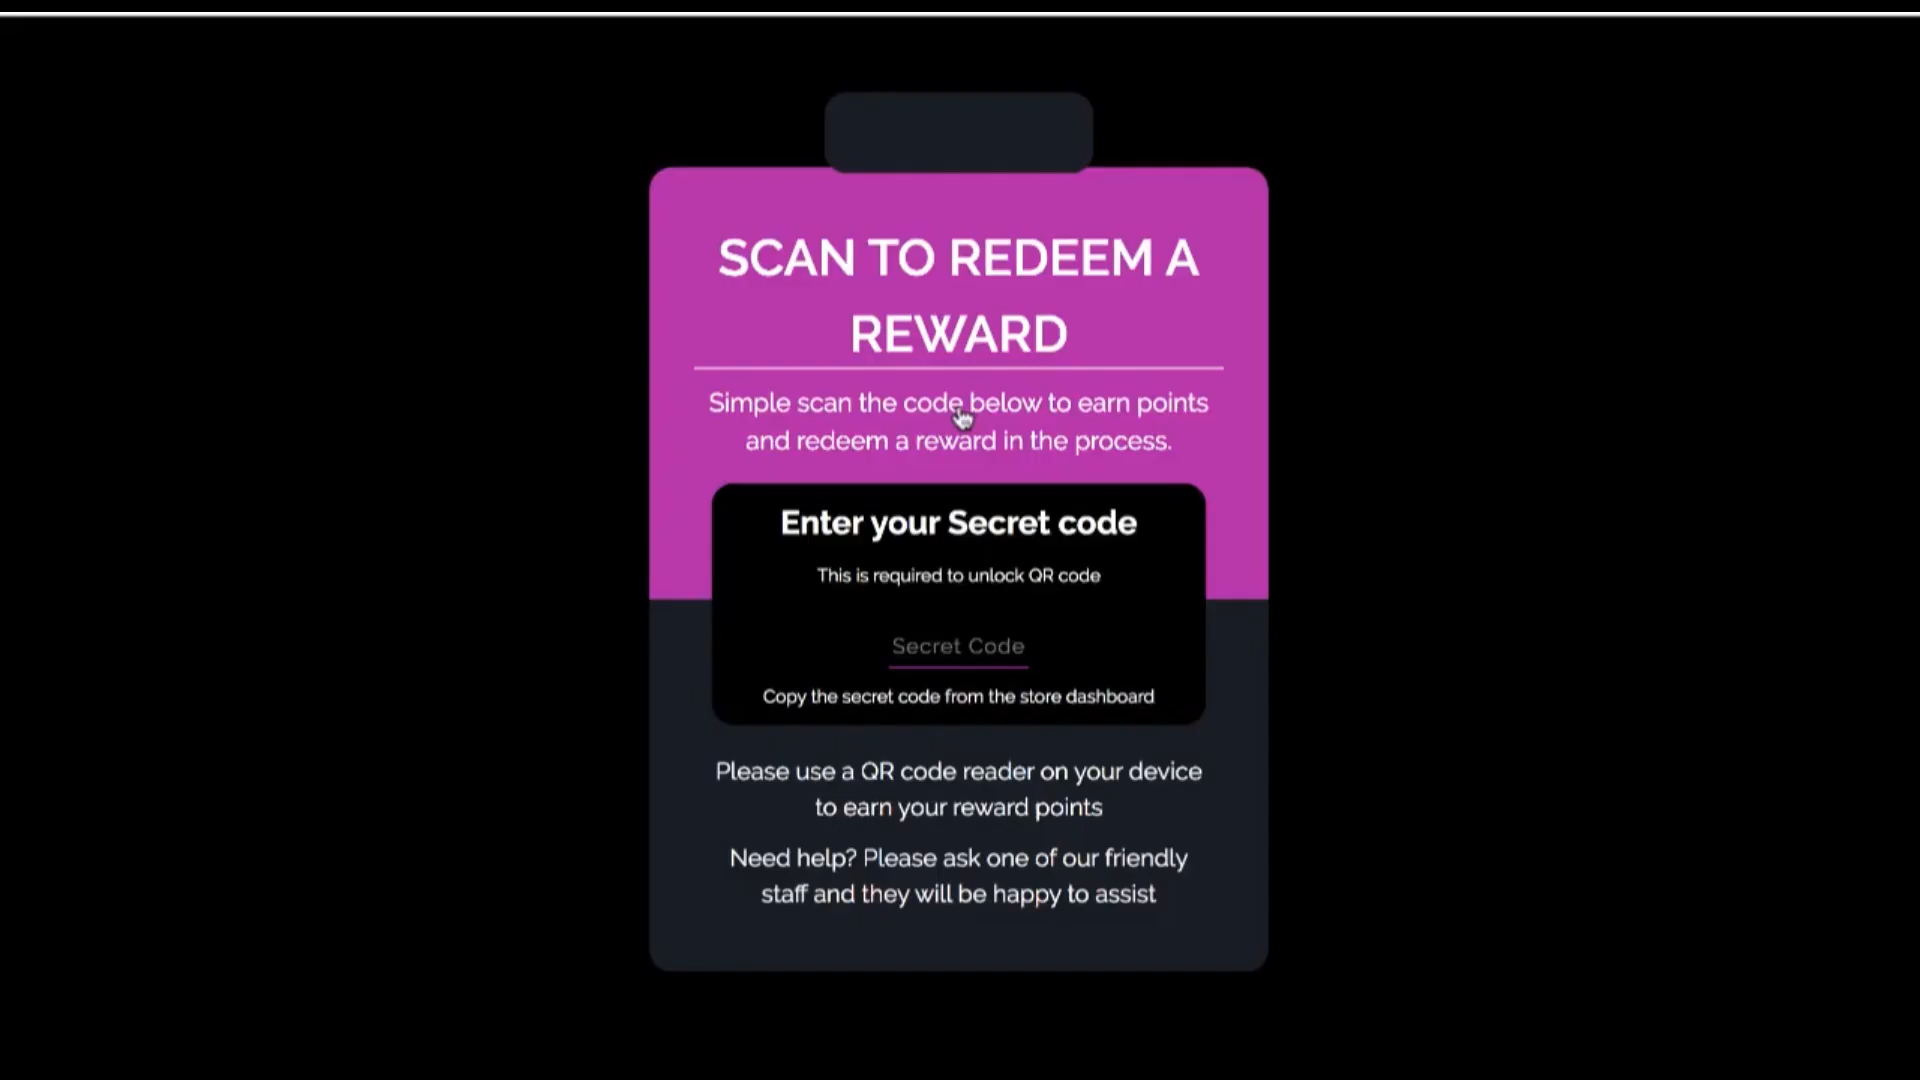 SCAN TO REDEEM A
REWARD
Simple scan the code below to earn points
and redeem a reward in the process.
Enter your Secret code
This is required to unlock QR code
Secret Code
Copy the secret code from the store dashboard
Please use a QR code reader on your device
to earn your reward points
Need help? Please ask one of our friendly
staff and they will be happy to assist